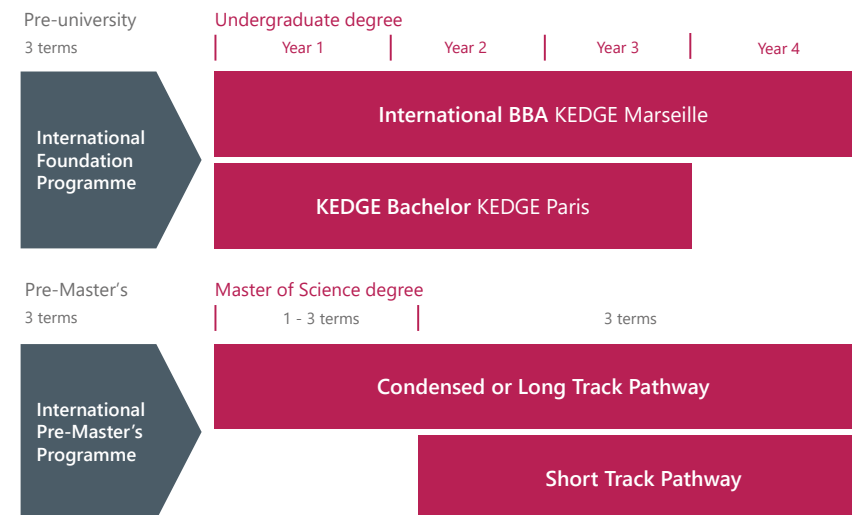 Pre-university
Undergraduate degree
3 terms
Year 1
Year 2
Year 3
Year 4
International
Foundation
Programme
International BBA KEDGE Marseille
KEDGE Bachelor KEDGE Paris
Pre-Master’s
Master of Science degree
3 terms
1 - 3 terms
3 terms
International
Pre-Master’s
Programme
Condensed or Long Track Pathway
Short Track Pathway